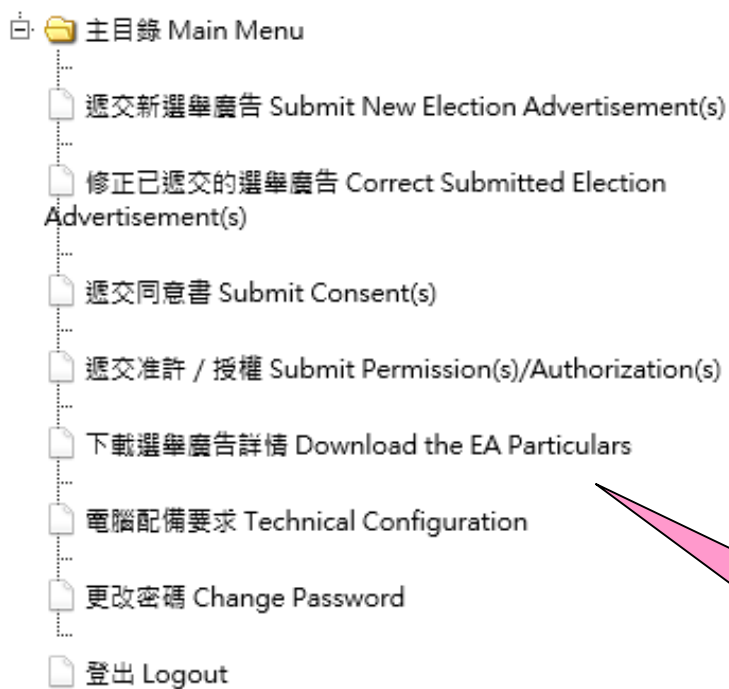 主目錄 Main Menu
遞交新選舉廣告 Submit New Election Advertisement(s)
修正已遞交的選舉廣告 Correct Submitted Election
Advertisement(s)
遞交同意書 Submit Consent(s)
遞交准許 / 授權 Submit Permission(s)/Authorization(s)
下載選舉廣告詳情 Download the EA Particulars
電腦配備要求 Technical Configuration
更改密碼 Change Password
登出 Logout